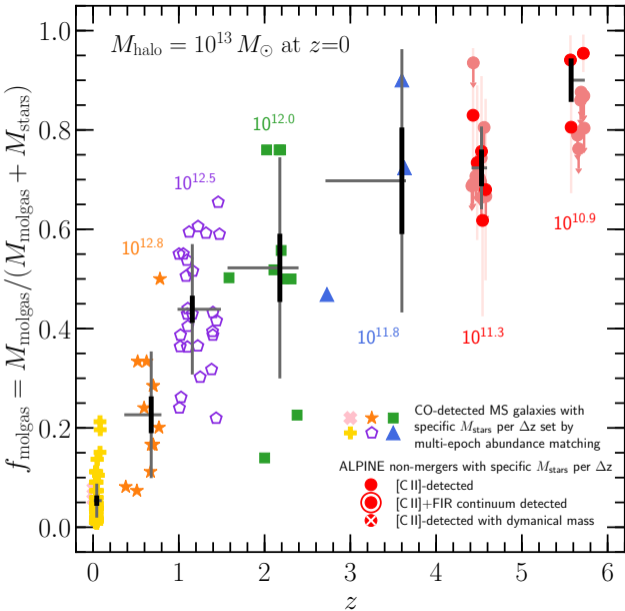 M_halo = 10^13 M_⊙ at z=0
1.0
0.8
0.6
0.4
0.2
0.0
f_molgas = M_molgas/(M_molgas + M_stars)
10^12.8
10^12.5
10^12.0
10^11.8
10^11.3
10^10.9
CO-detected MS galaxies with
specific M_stars per Δz set by
multi-epoch abundance matching
ALPINE non-mergers with specific M_stars per Δz
[C II]-detected
[C II]+FIR continuum detected
[C II]-detected with dymanical mass
0 1 2 3 4 5 6
z